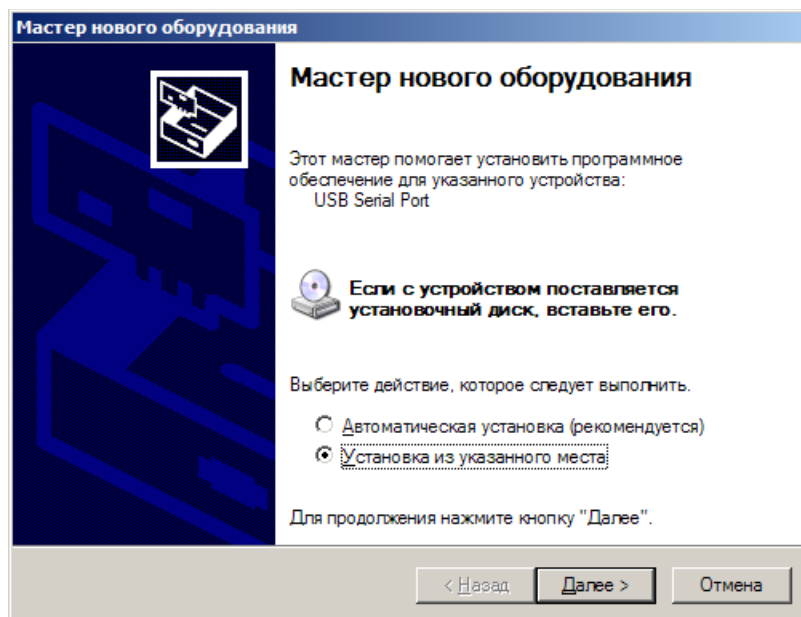 Мастер нового оборудования
Мастер нового оборудования
Этот мастер помогает установить программное
обеспечение для указанного устройства:
USB Serial Port
Если с устройством поставляется
установочный диск, вставьте его.
Выберите действие, которое следует выполнить.
Автоматическая установка (рекомендуется)
Установка из указанного места
Для продолжения нажмите кнопку "Далее".
< Назад Далее > Отмена